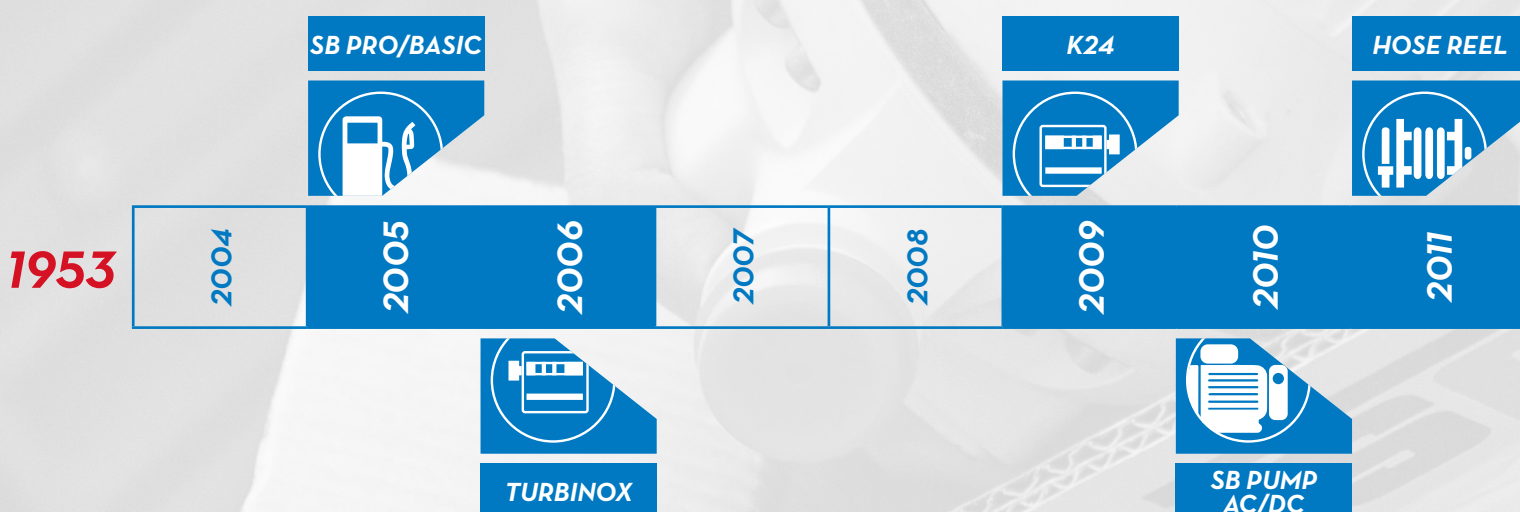 SB PRO/BASIC
K24
HOSE REEL
1953
2004
2005
2006
2007
2008
2009
2010
2011
TURBINOX
SB PUMP
AC/DC